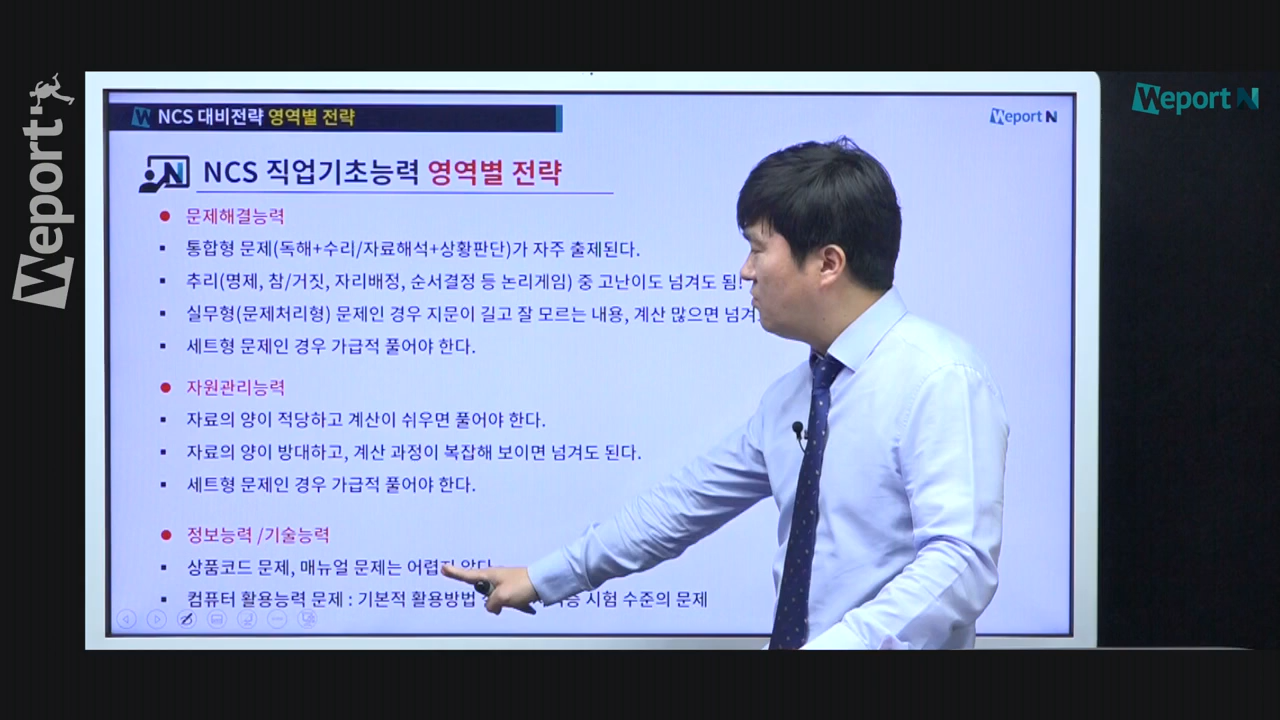 Weport
Weport N
NCS 대비전략 영역별 전략
Weport N
NCS 직업기초능력 영역별 전략
문제해결능력
통합형 문제(독해+수리/자료해석+상황판단)가 자주 출제된다.
추리(명제, 참/거짓, 자리배정, 순서결정 등 논리게임) 중 고난이도 넘겨도 됨!
실무형(문제처리형) 문제인 경우 지문이 길고 잘 모르는 내용, 계산 많으면 넘겨
세트형 문제인 경우 가급적 풀어야 한다.
자원관리능력
자료의 양이 적당하고 계산이 쉬우면 풀어야 한다.
자료의 양이 방대하고, 계산 과정이 복잡해 보이면 넘겨도 된다.
세트형 문제인 경우 가급적 풀어야 한다.
정보능력 /기술능력
상품코드 문제, 매뉴얼 문제는 어렵지 않다.
컴퓨터 활용능력 문제 : 기본적 활용방법 시험 수준의 문제